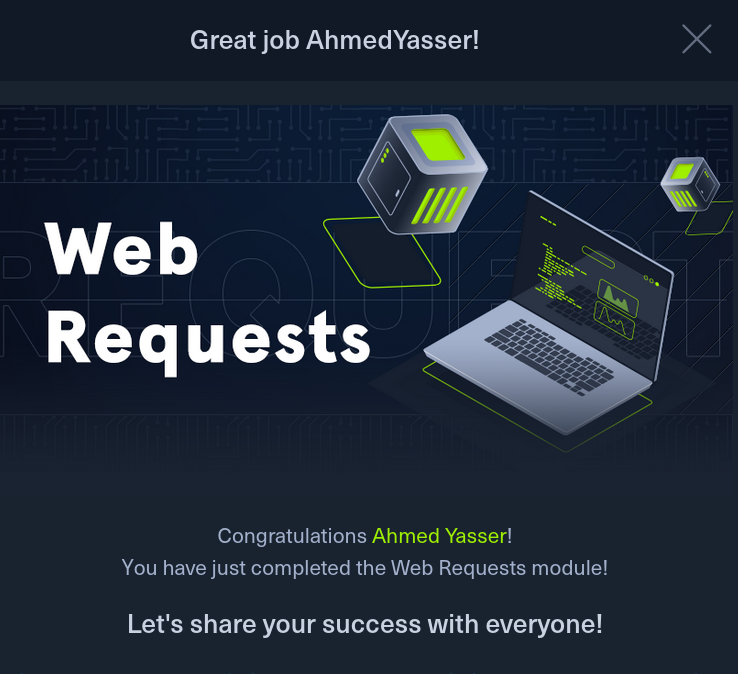 Great job AhmedYasser!
REQUEST
Web
Requests
Congratulations Ahmed Yasser!
You have just completed the Web Requests module!
Let's share your success with everyone!